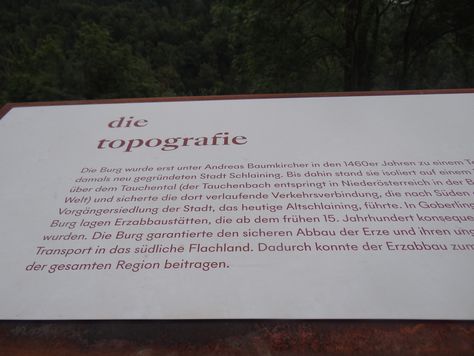 die
topografie
Die Burg wurde erst unter Andreas Baumkircher in den 1460er Jahren zu einem
damals neu gegründeten Stadt Schlaining. Bis dahin stand sie isoliert auf einem
über dem Tauchental (der Tauchenbach entspringt in Niederösterreich in der
Welt) und sicherte die dort verlaufende Verkehrsverbindung, die nach Süden
Vorgängersiedlung der Stadt, das heutige Altschlaining, führte. In Goberling
Burg lagen Erzabbaustätten, die ab dem frühen 15. Jahrhundert konsequen
wurden. Die Burg garantierte den sicheren Abbau der Erze und ihren ung
Transport in das südliche Flachland. Dadurch konnte der Erzabbau zum
der gesamten Region beitragen.